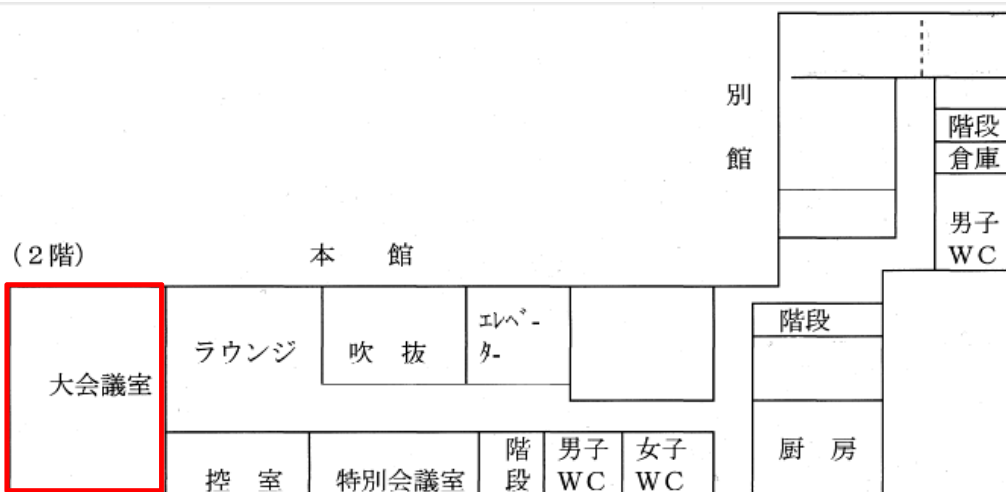 別
館
階段
倉庫
男子
ＷＣ
（２階）
本　館
ラウンジ
吹　抜
ｴﾚﾍﾞｰ
ﾀｰ
階段
大会議室
控　室
特別会議室
階
段
男子
ＷＣ
女子
ＷＣ
厨　房